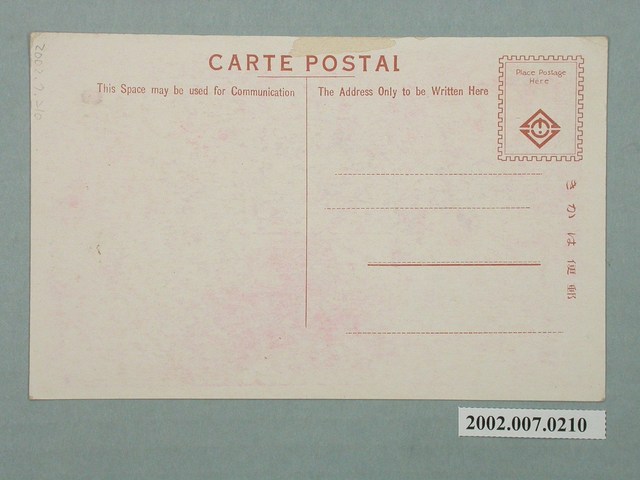 CARTE POSTAL
This Space may be used for Communication
The Address Only to be Written Here
Place Postage
Here
きかは便郵
2002.007.0210